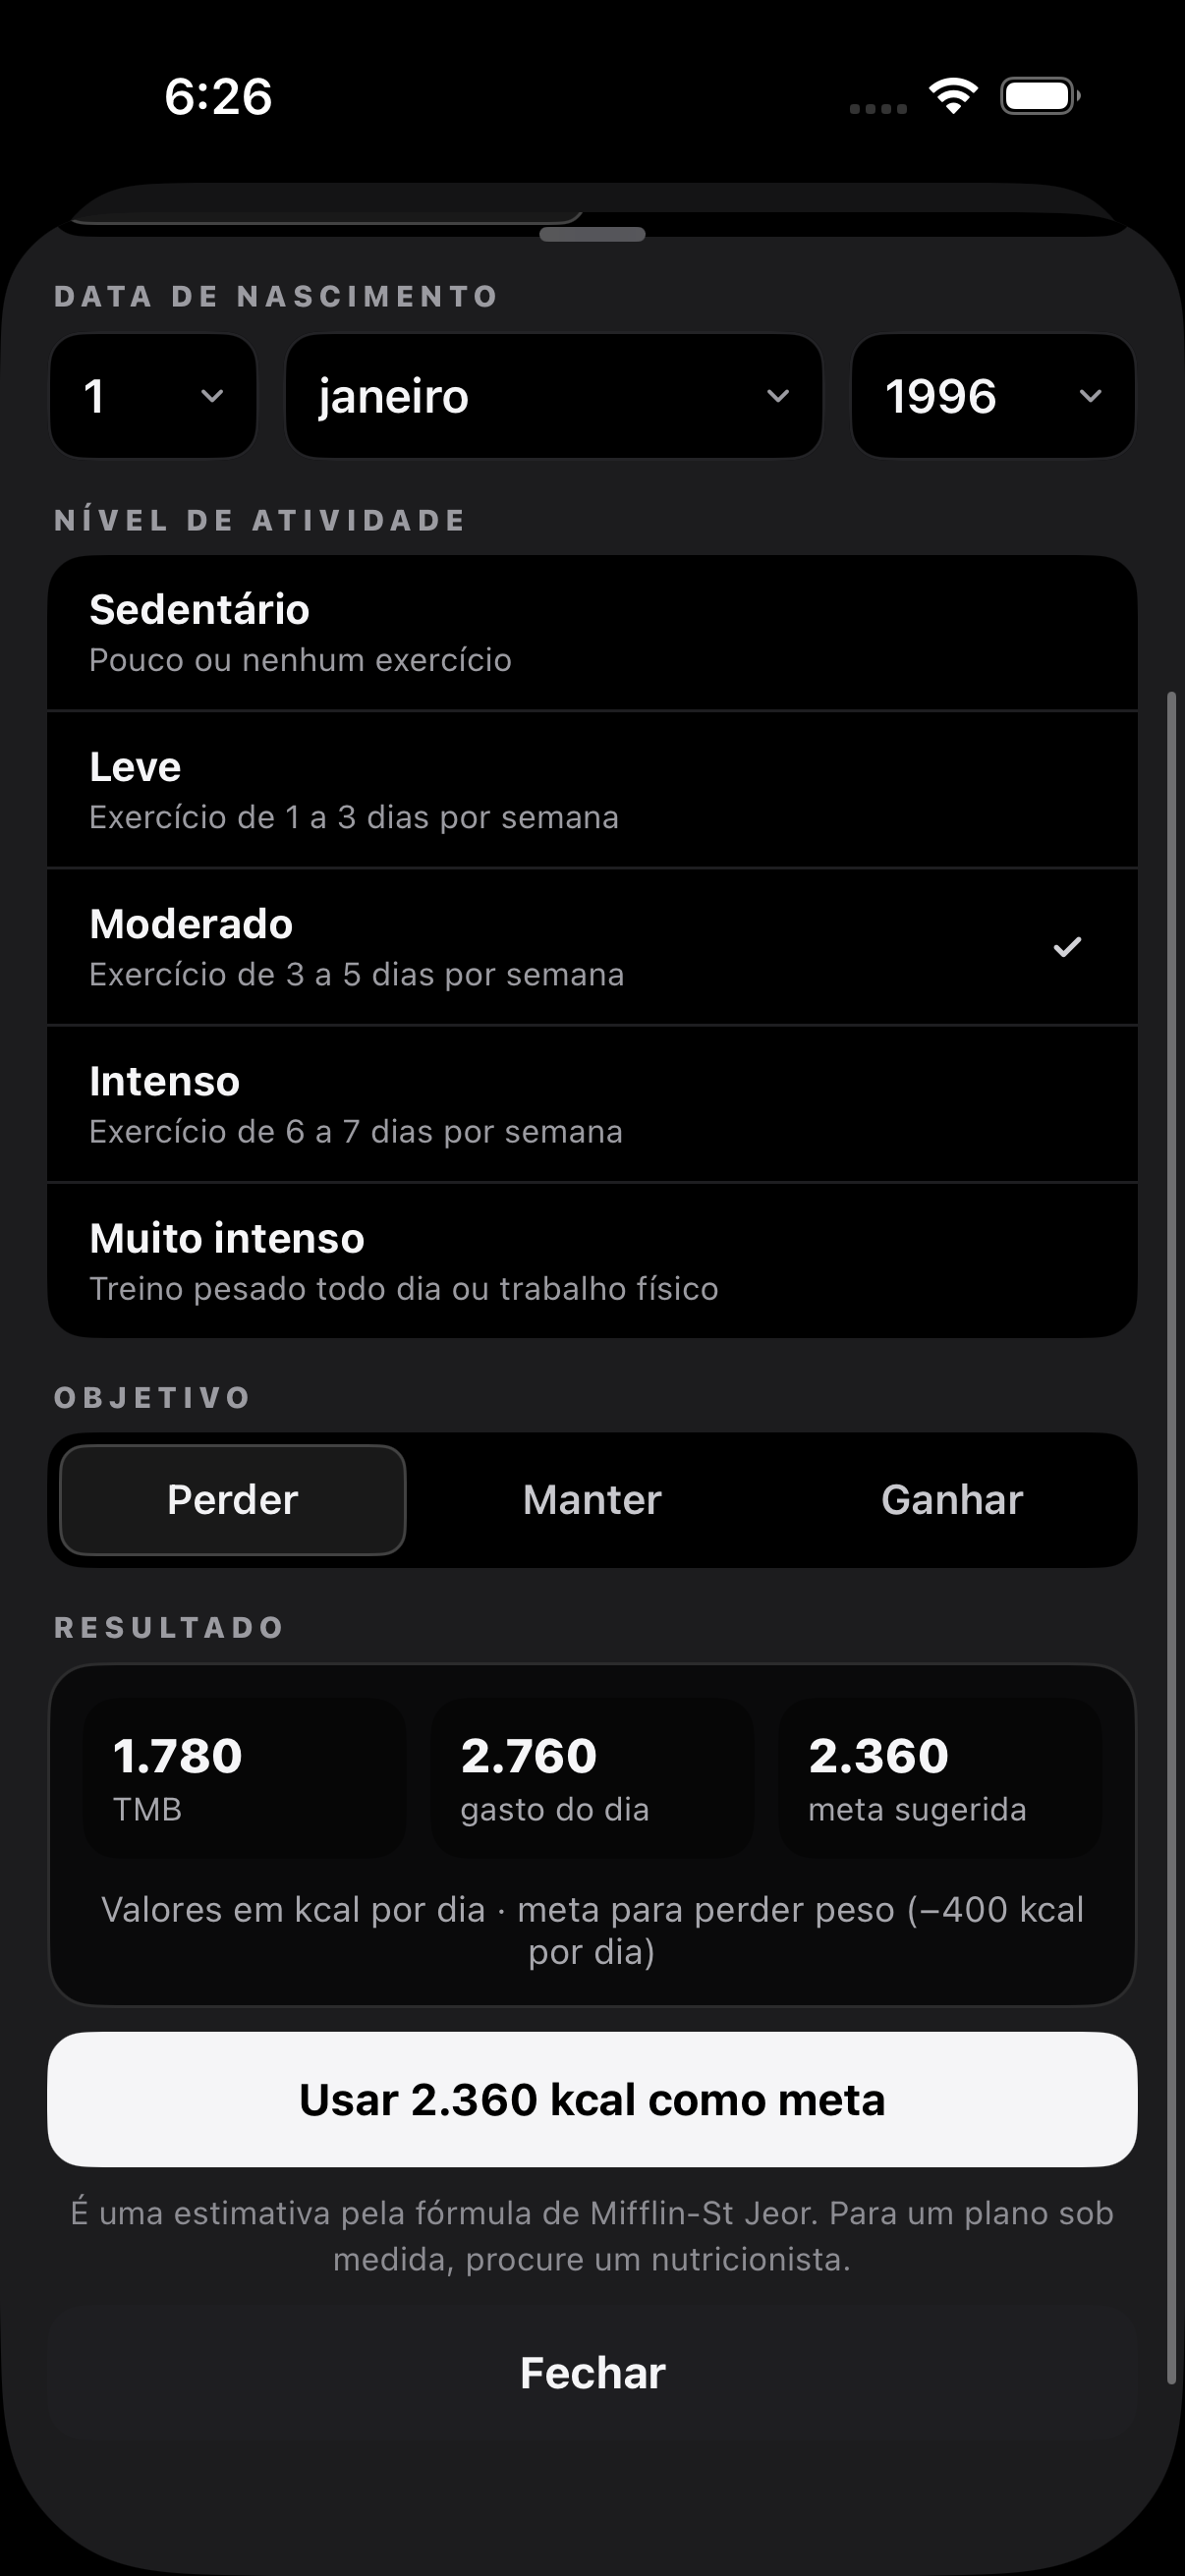 6:26
DATA DE NASCIMENTO
1
janeiro
1996
NÍVEL DE ATIVIDADE
Sedentário
Pouco ou nenhum exercício
Leve
Exercício de 1 a 3 dias por semana
Moderado
Exercício de 3 a 5 dias por semana
Intenso
Exercício de 6 a 7 dias por semana
Muito intenso
Treino pesado todo dia ou trabalho físico
OBJETIVO
Perder
Manter
Ganhar
RESULTADO
1.780
TMB
2.760
gasto do dia
2.360
meta sugerida
Valores em kcal por dia · meta para perder peso (−400 kcal
por dia)
Usar 2.360 kcal como meta
É uma estimativa pela fórmula de Mifflin-St Jeor. Para um plano sob
medida, procure um nutricionista.
Fechar